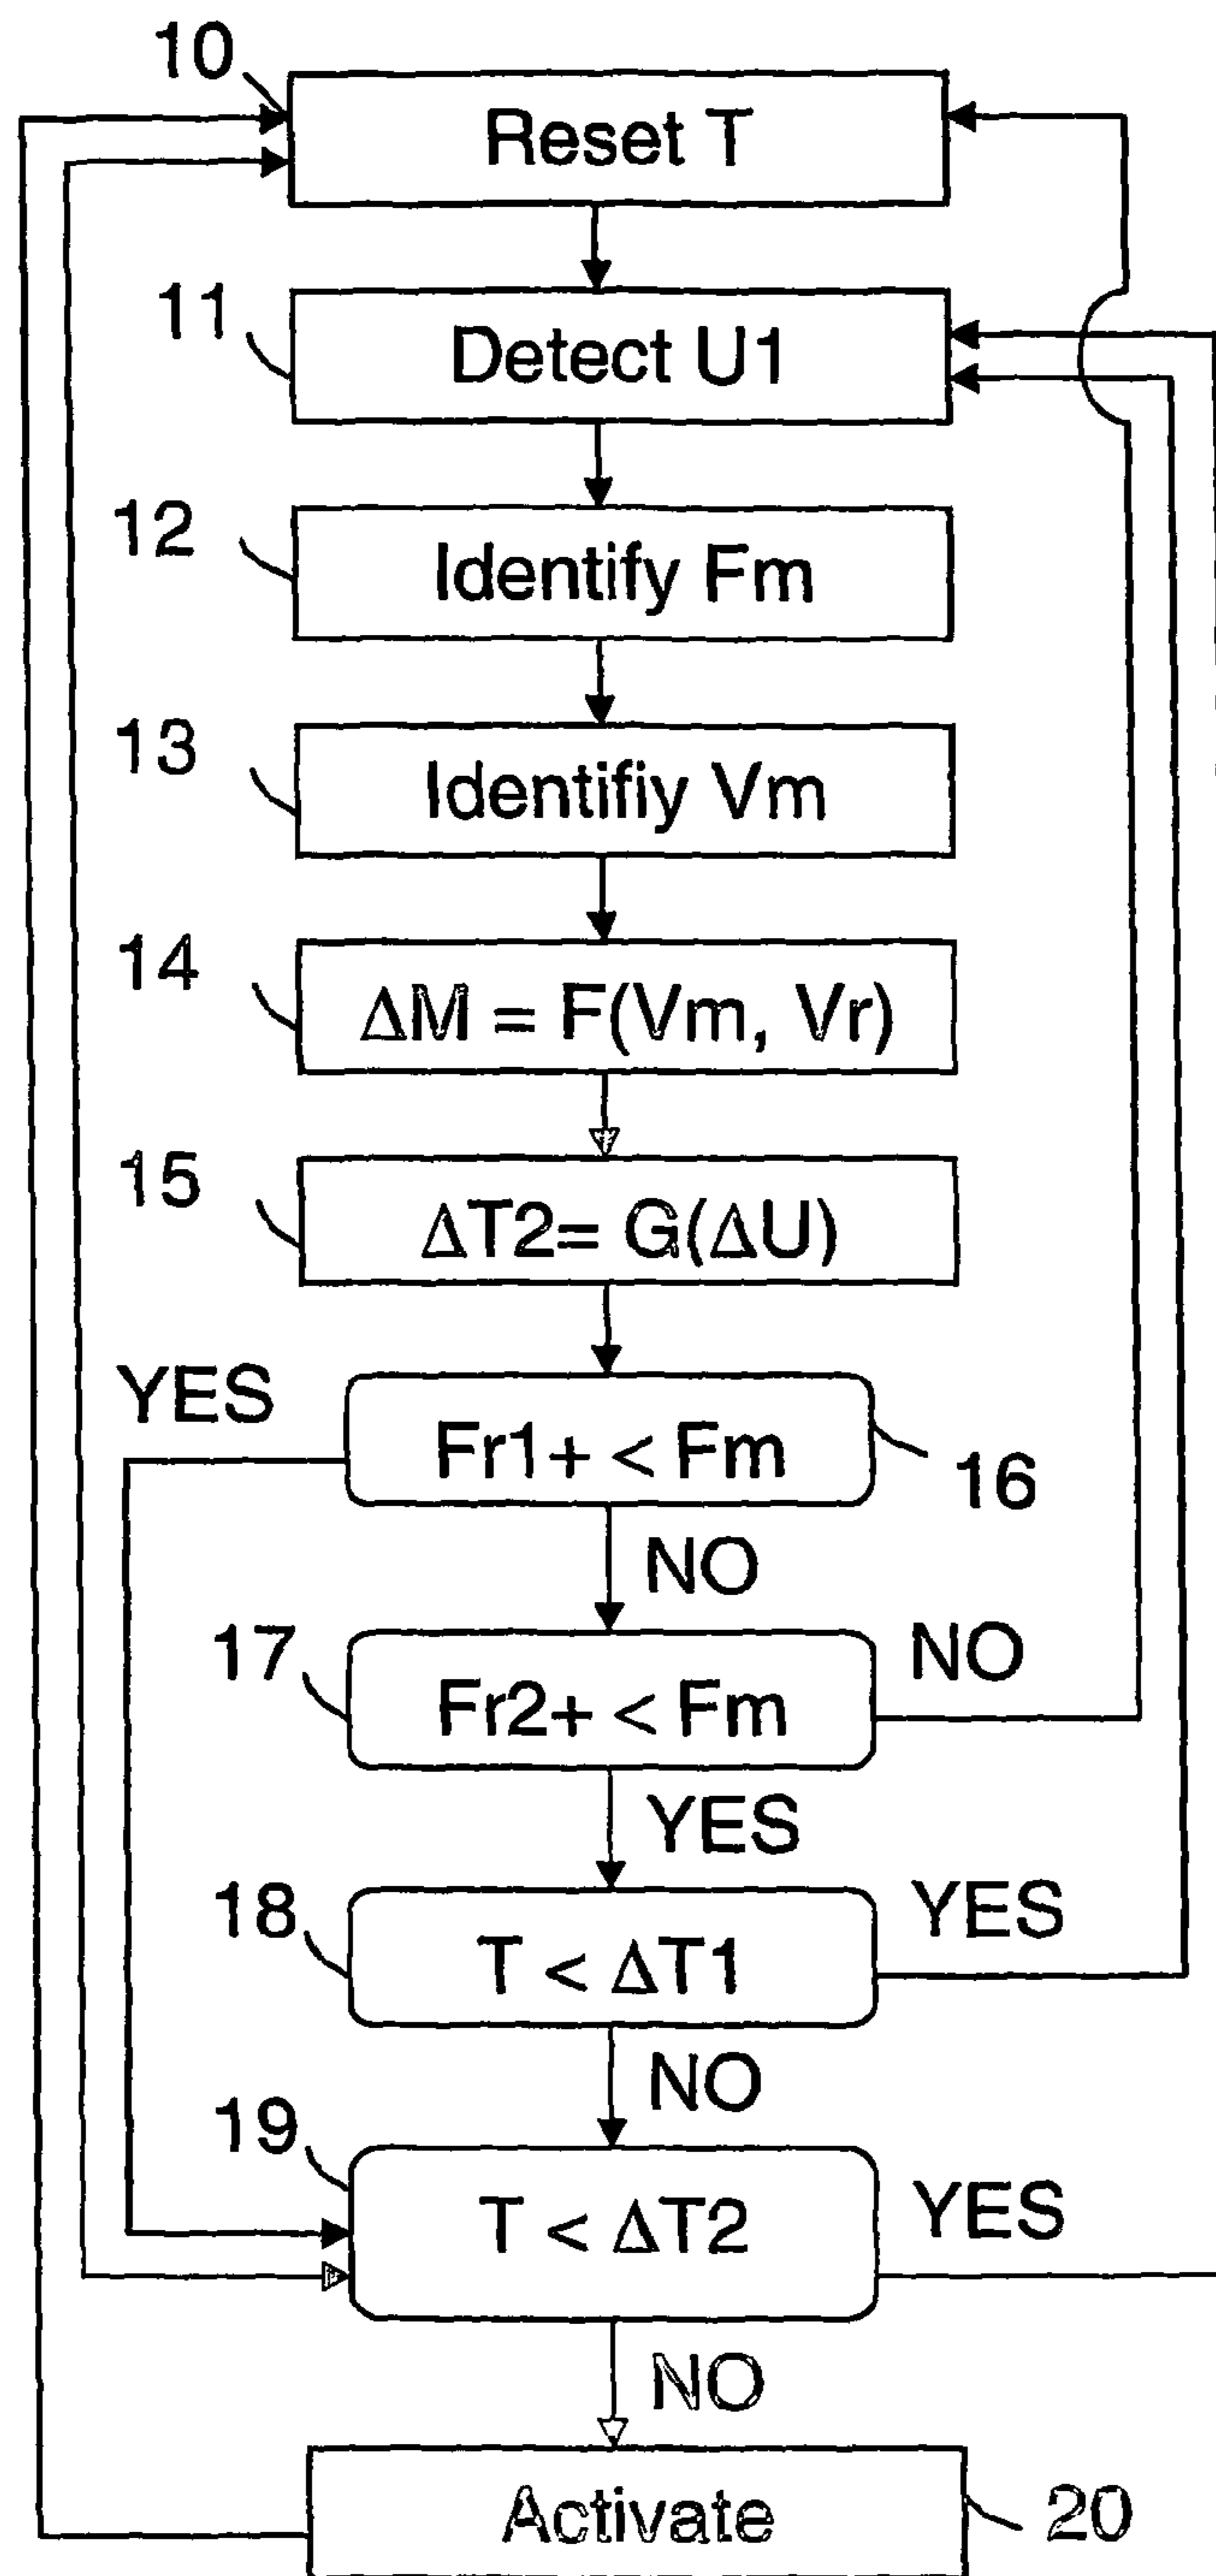 10
Reset T
11
Detect U1
12
Identify Fm
13
Identifiy Vm
14
ΔM = F(Vm, Vr)
15
ΔT2= G(ΔU)
YES
Fr1+ < Fm
16
NO
17
Fr2+ < Fm
NO
YES
18
T < ΔT1
YES
NO
19
T < ΔT2
YES
NO
Activate
20